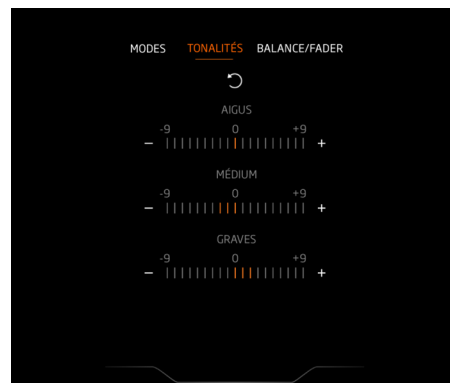 MODES TONALITÉS BALANCE/FADER
AIGUS
-9 0 +9
− +
MÉDIUM
-9 0 +9
− +
GRAVES
-9 0 +9
− +